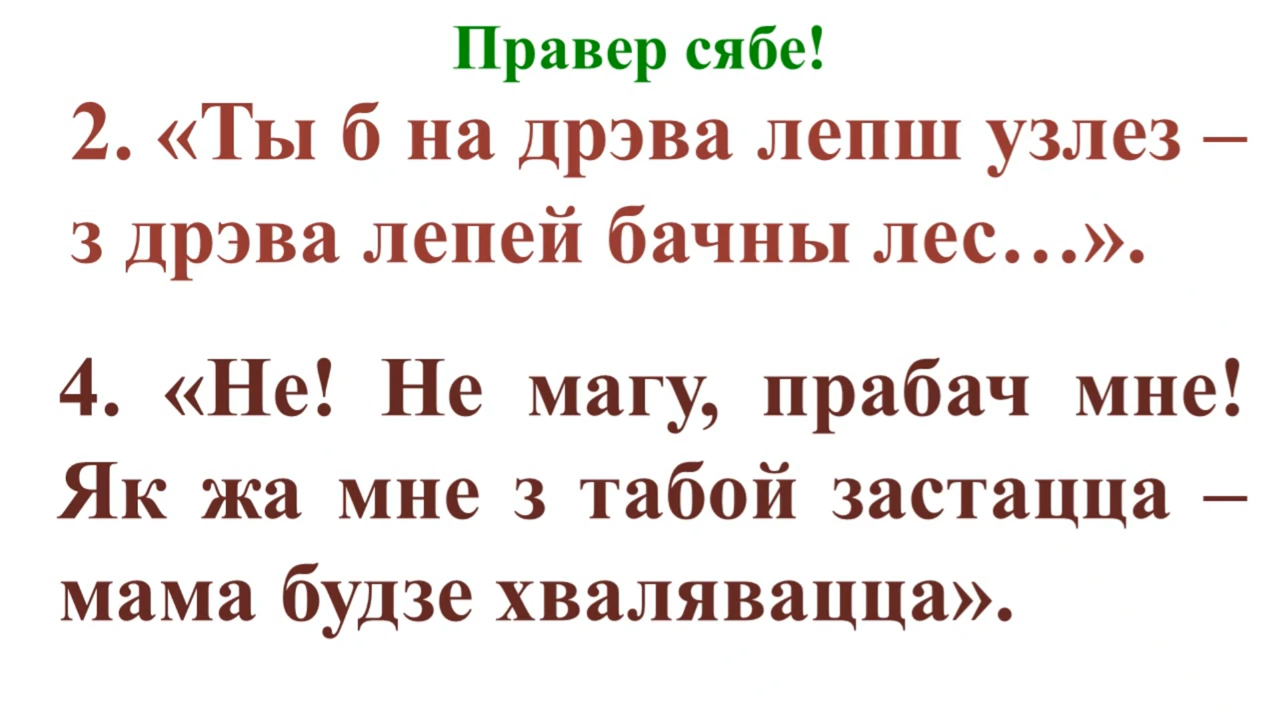 Правер сябе!
2. «Ты б на дрэва лепш узлез –
з дрэва лепей бачны лес…».
4. «Не! Не магу, прабач мне!
Як жа мне з табой застацца –
мама будзе хвалявацца».